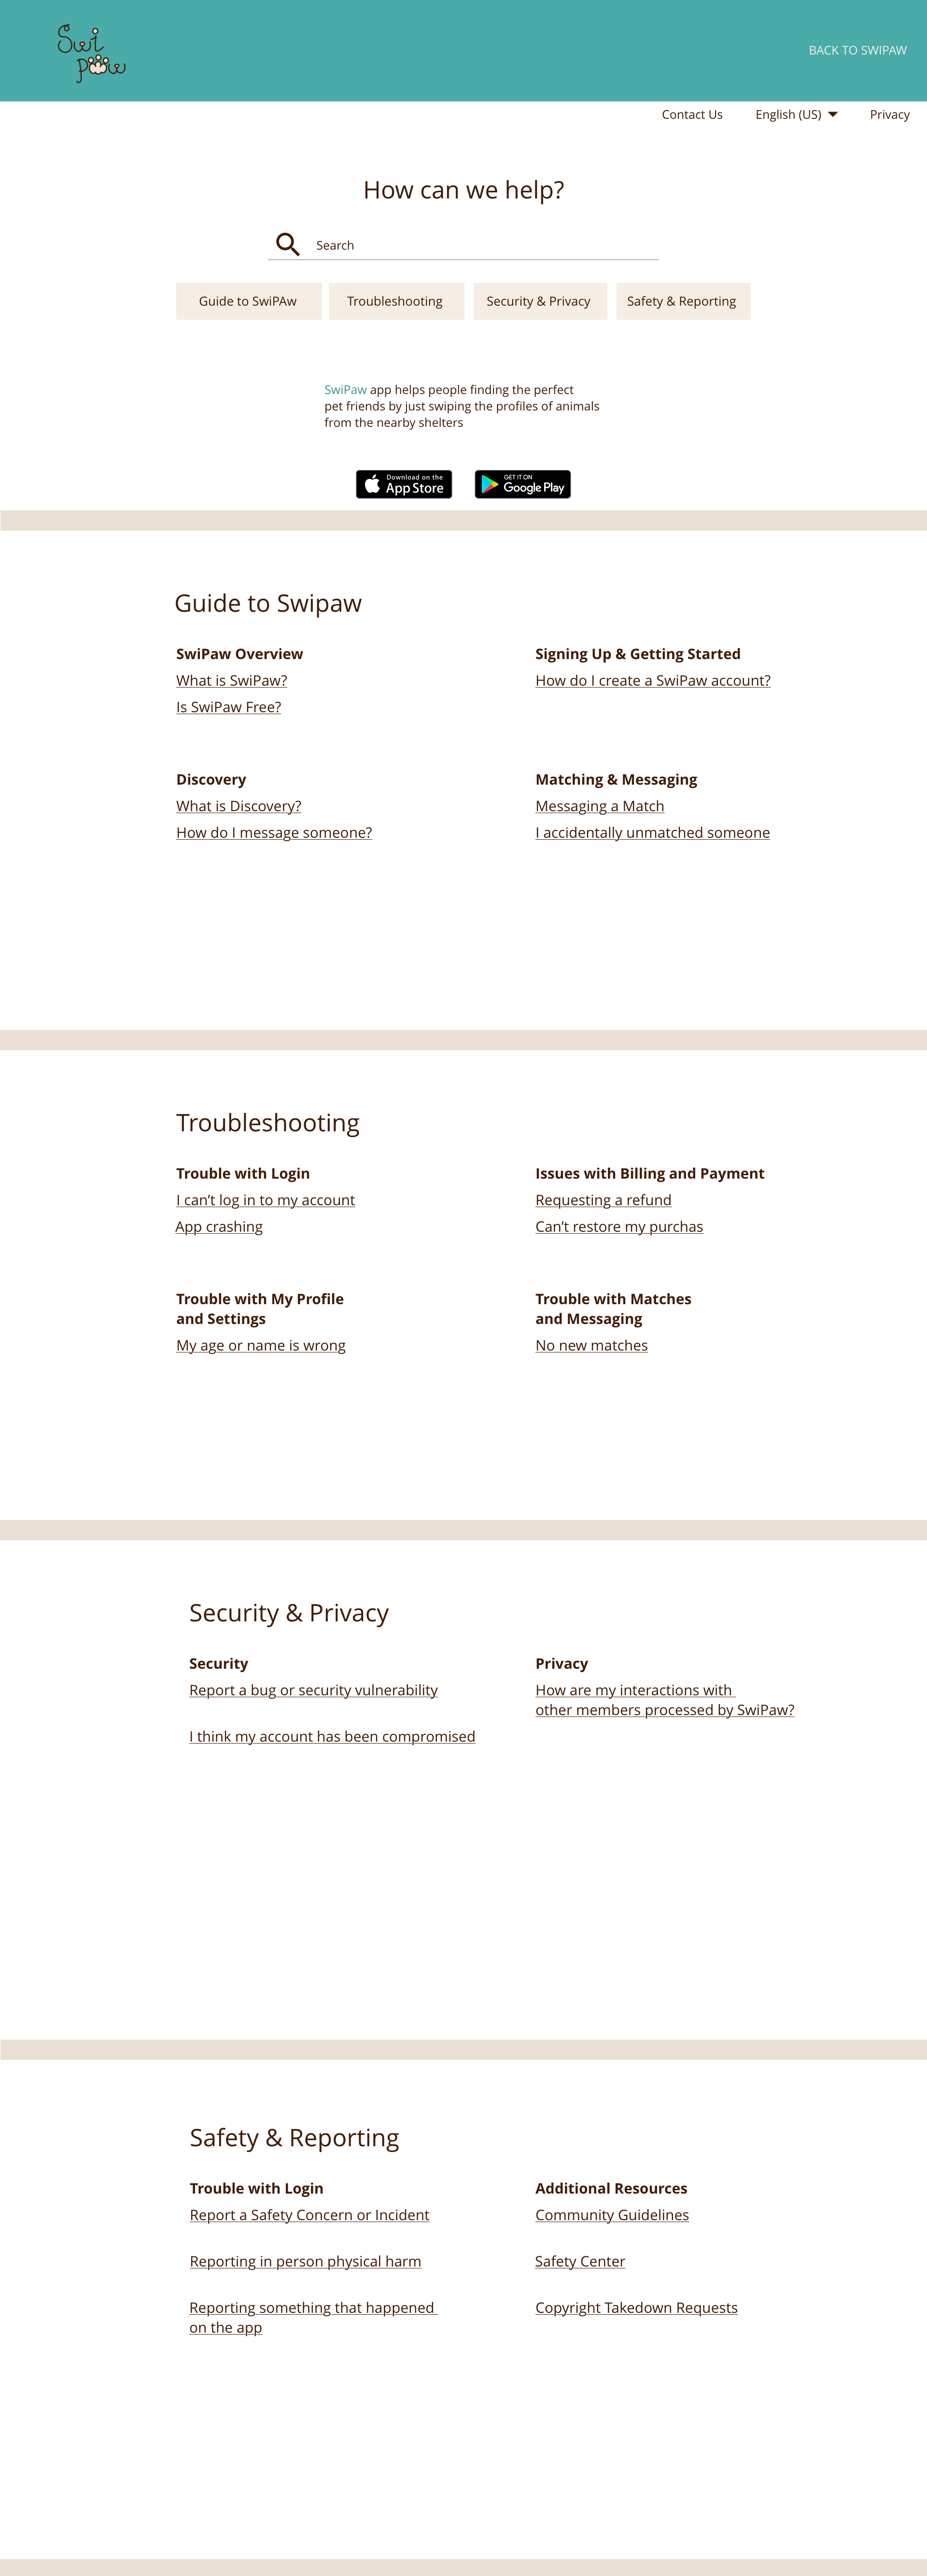 Swi
paw
BACK TO SWIPAW
Contact Us
English (US)
Privacy
How can we help?
Search
Guide to SwiPAw
Troubleshooting
Security & Privacy
Safety & Reporting
SwiPaw app helps people finding the perfect
pet friends by just swiping the profiles of animals
from the nearby shelters
Download on the
App Store
GET IT ON
Google Play
Guide to Swipaw
SwiPaw Overview
What is SwiPaw?
Is SwiPaw Free?
Signing Up & Getting Started
How do I create a SwiPaw account?
Discovery
What is Discovery?
How do I message someone?
Matching & Messaging
Messaging a Match
I accidentally unmatched someone
Troubleshooting
Trouble with Login
I can’t log in to my account
App crashing
Issues with Billing and Payment
Requesting a refund
Can’t restore my purchas
Trouble with My Profile
and Settings
My age or name is wrong
Trouble with Matches
and Messaging
No new matches
Security & Privacy
Security
Report a bug or security vulnerability
I think my account has been compromised
Privacy
How are my interactions with
other members processed by SwiPaw?
Safety & Reporting
Trouble with Login
Report a Safety Concern or Incident
Reporting in person physical harm
Reporting something that happened
on the app
Additional Resources
Community Guidelines
Safety Center
Copyright Takedown Requests